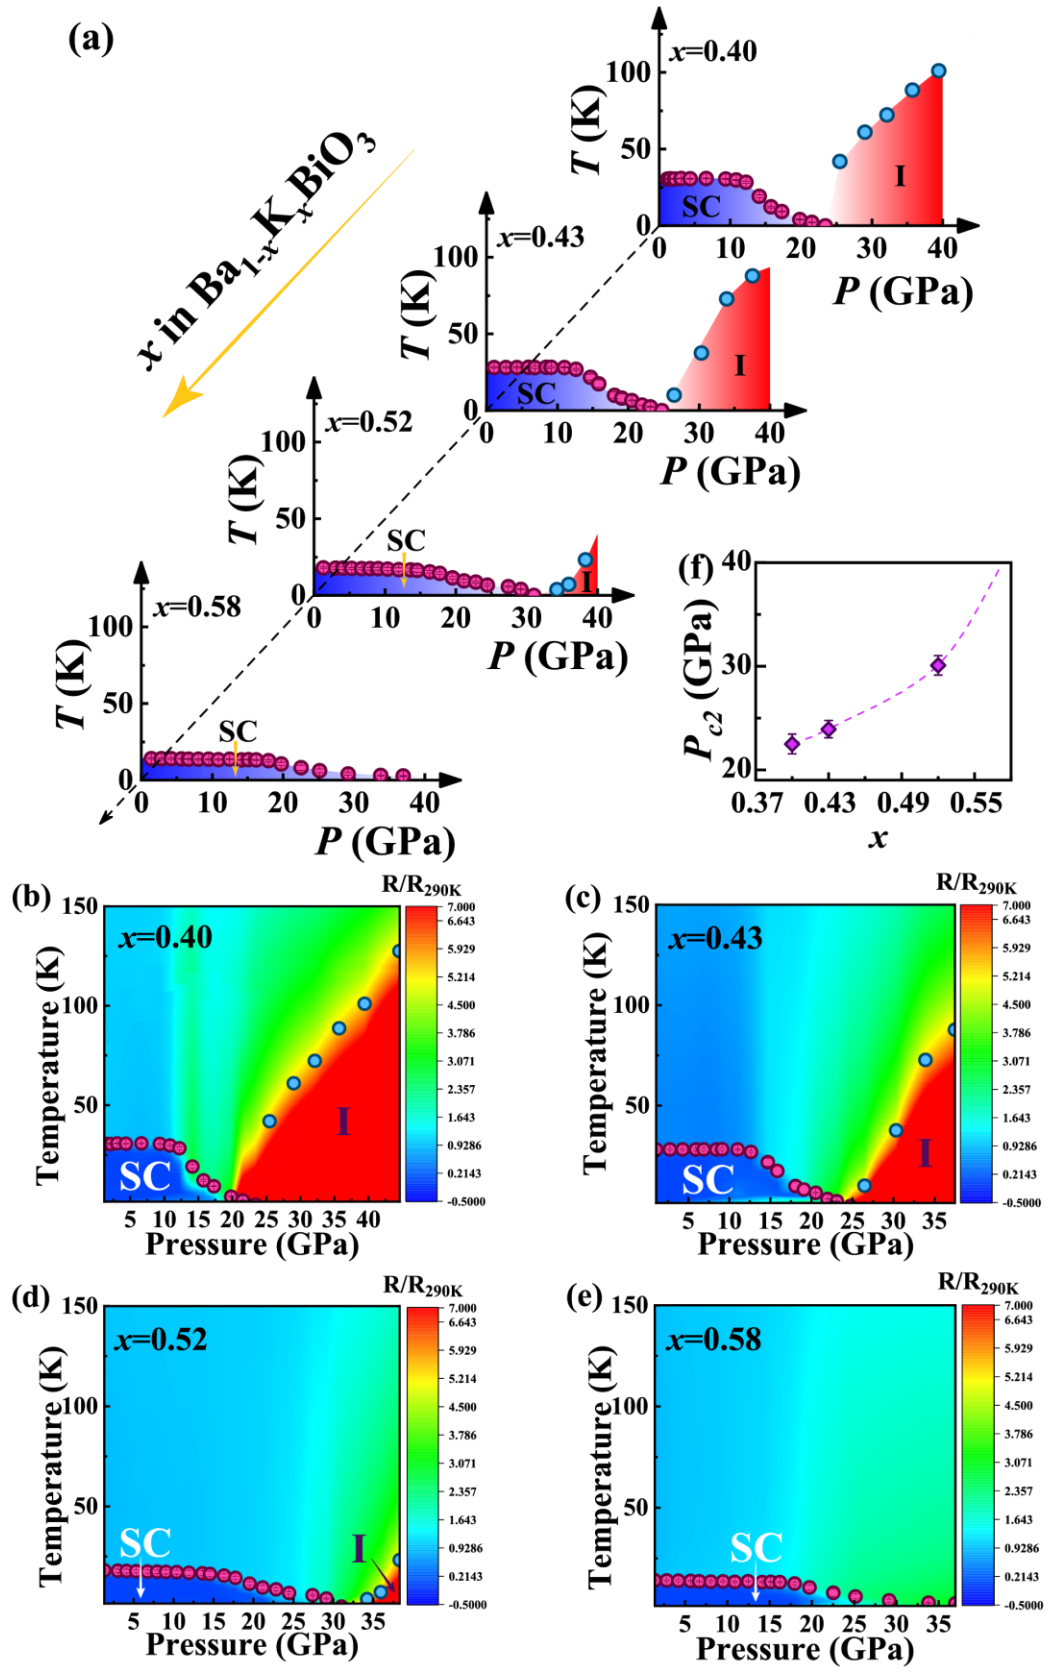 (a)
x in Ba1-xKxBiO3
x=0.40
T (K)
100
50
0
SC
I
0 10 20 30 40
P (GPa)
x=0.43
T (K)
100
50
0
SC
I
0 10 20 30 40
P (GPa)
x=0.52
T (K)
100
50
0
SC
I
0 10 20 30 40
P (GPa)
x=0.58
T (K)
100
50
0
SC
0 10 20 30 40
P (GPa)
(f)
Pc2 (GPa)
40
30
20
0.37 0.43 0.49 0.55
x
(b)
R/R290K
x=0.40
Temperature (K)
150
100
50
SC
I
5 10 15 20 25 30 35 40
Pressure (GPa)
7.000
6.643
5.929
5.214
4.500
3.786
3.071
2.357
1.643
0.9286
0.2143
-0.5000
(c)
R/R290K
x=0.43
Temperature (K)
150
100
50
SC
I
5 10 15 20 25 30 35
Pressure (GPa)
7.000
6.643
5.929
5.214
4.500
3.786
3.071
2.357
1.643
0.9286
0.2143
-0.5000
(d)
R/R290K
x=0.52
Temperature (K)
150
100
50
SC
I
5 10 15 20 25 30 35
Pressure (GPa)
7.000
6.643
5.929
5.214
4.500
3.786
3.071
2.357
1.643
0.9286
0.2143
-0.5000
(e)
R/R290K
x=0.58
Temperature (K)
150
100
50
SC
5 10 15 20 25 30 35
Pressure (GPa)
7.000
6.643
5.929
5.214
4.500
3.786
3.071
2.357
1.643
0.9286
0.2143
-0.5000